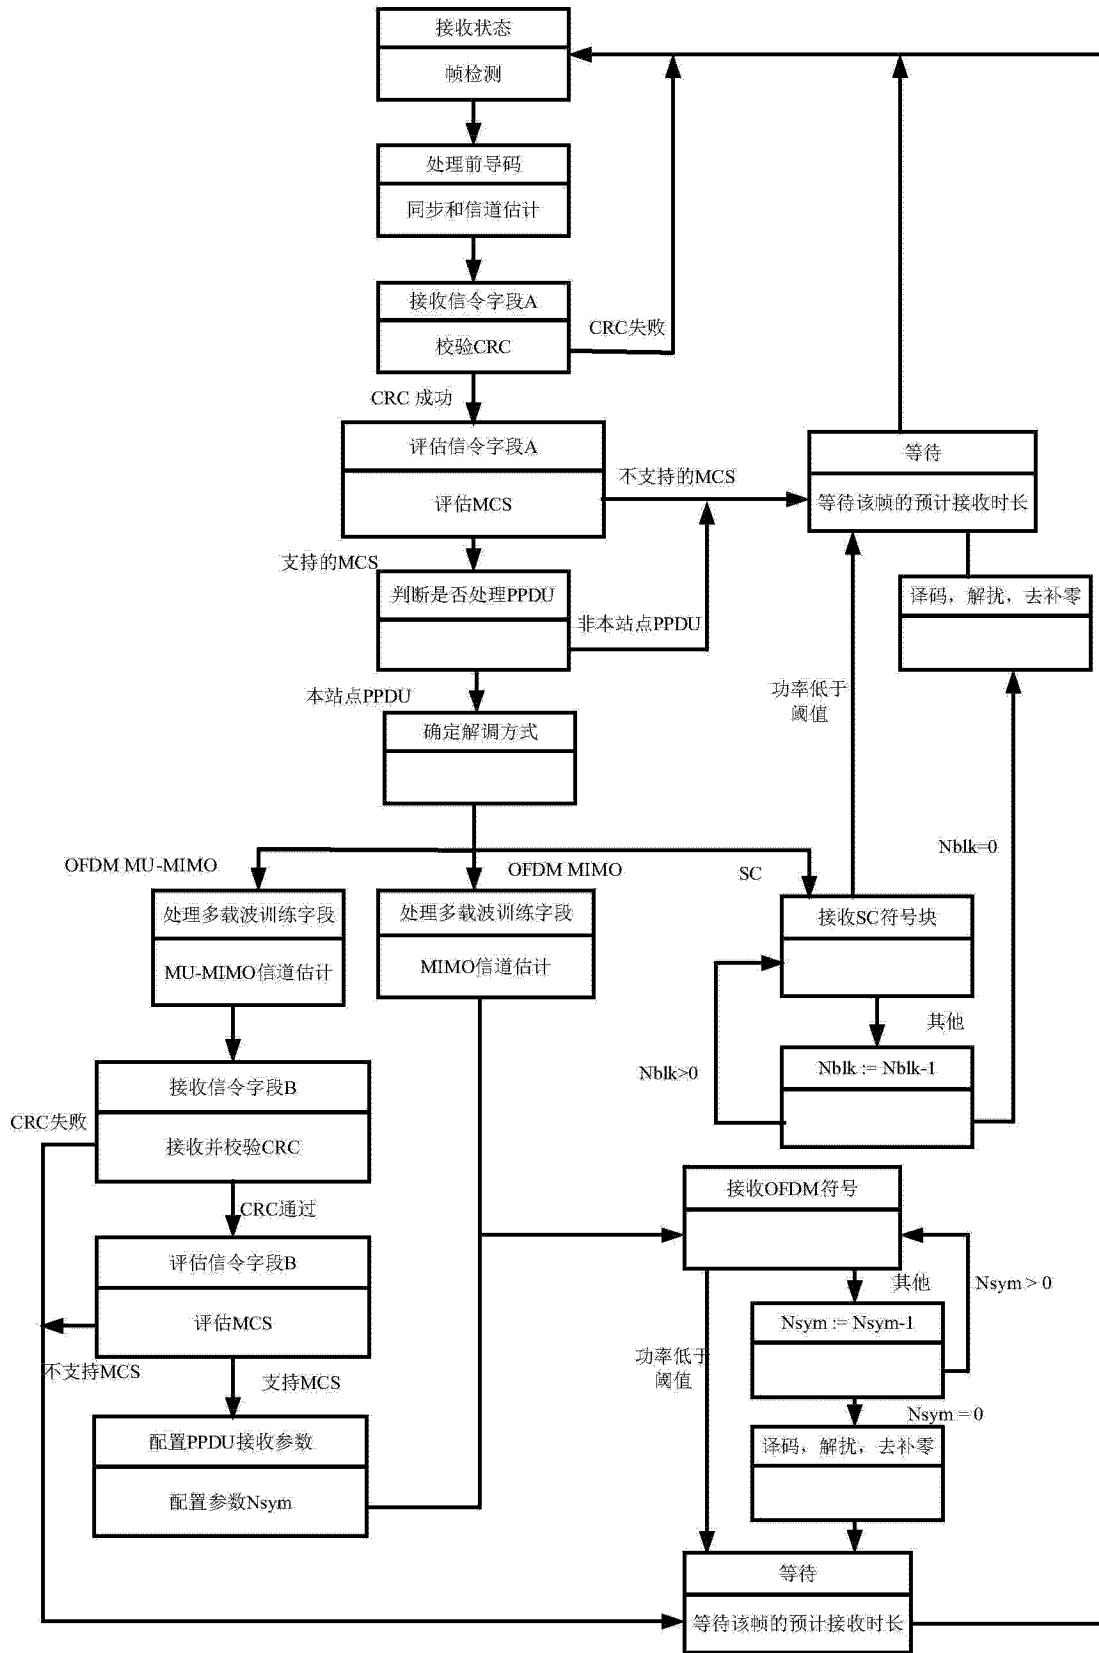 接收状态
帧检测
处理前导码
同步和信道估计
接收信令字段A
校验CRC
CRC失败
CRC 成功
评估信令字段A
评估MCS
不支持的MCS
等待
等待该帧的预计接收时长
支持的MCS
判断是否处理PPDU
非本站点PPDU
译码，解扰，去补零
本站点PPDU
确定解调方式
功率低于
阈值
OFDM MU-MIMO
OFDM MIMO
SC
Nblk=0
处理多载波训练字段
MU-MIMO信道估计
处理多载波训练字段
MIMO信道估计
接收SC符号块
其他
Nblk>0
Nblk := Nblk-1
接收信令字段B
接收并校验CRC
CRC失败
CRC通过
接收OFDM符号
评估信令字段B
评估MCS
其他
Nsym > 0
Nsym := Nsym-1
功率低于
阈值
不支持MCS
支持MCS
Nsym = 0
配置PPDU接收参数
配置参数Nsym
译码，解扰，去补零
等待
等待该帧的预计接收时长